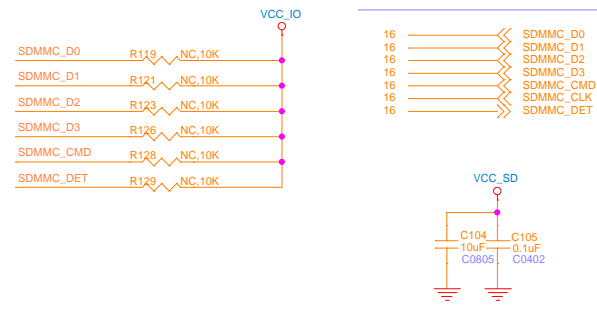 VCC_IO
SDMMC_D0 R119 NC,10K
SDMMC_D1 R121 NC,10K
SDMMC_D2 R123 NC,10K
SDMMC_D3 R126 NC,10K
SDMMC_CMD R128 NC,10K
SDMMC_DET R129 NC,10K
16 SDMMC_D0
16 SDMMC_D1
16 SDMMC_D2
16 SDMMC_D3
16 SDMMC_CMD
16 SDMMC_CLK
16 SDMMC_DET
VCC_SD
C104 C105
10uF 0.1uF
C0805 C0402